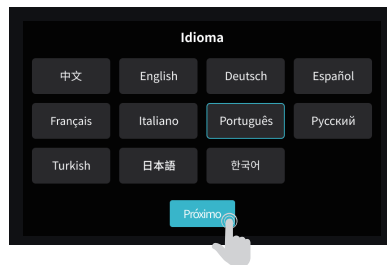 Idioma
中文 English Deutsch Español
Français Italiano Português Русский
Turkish 日本語 한국어
Próximo